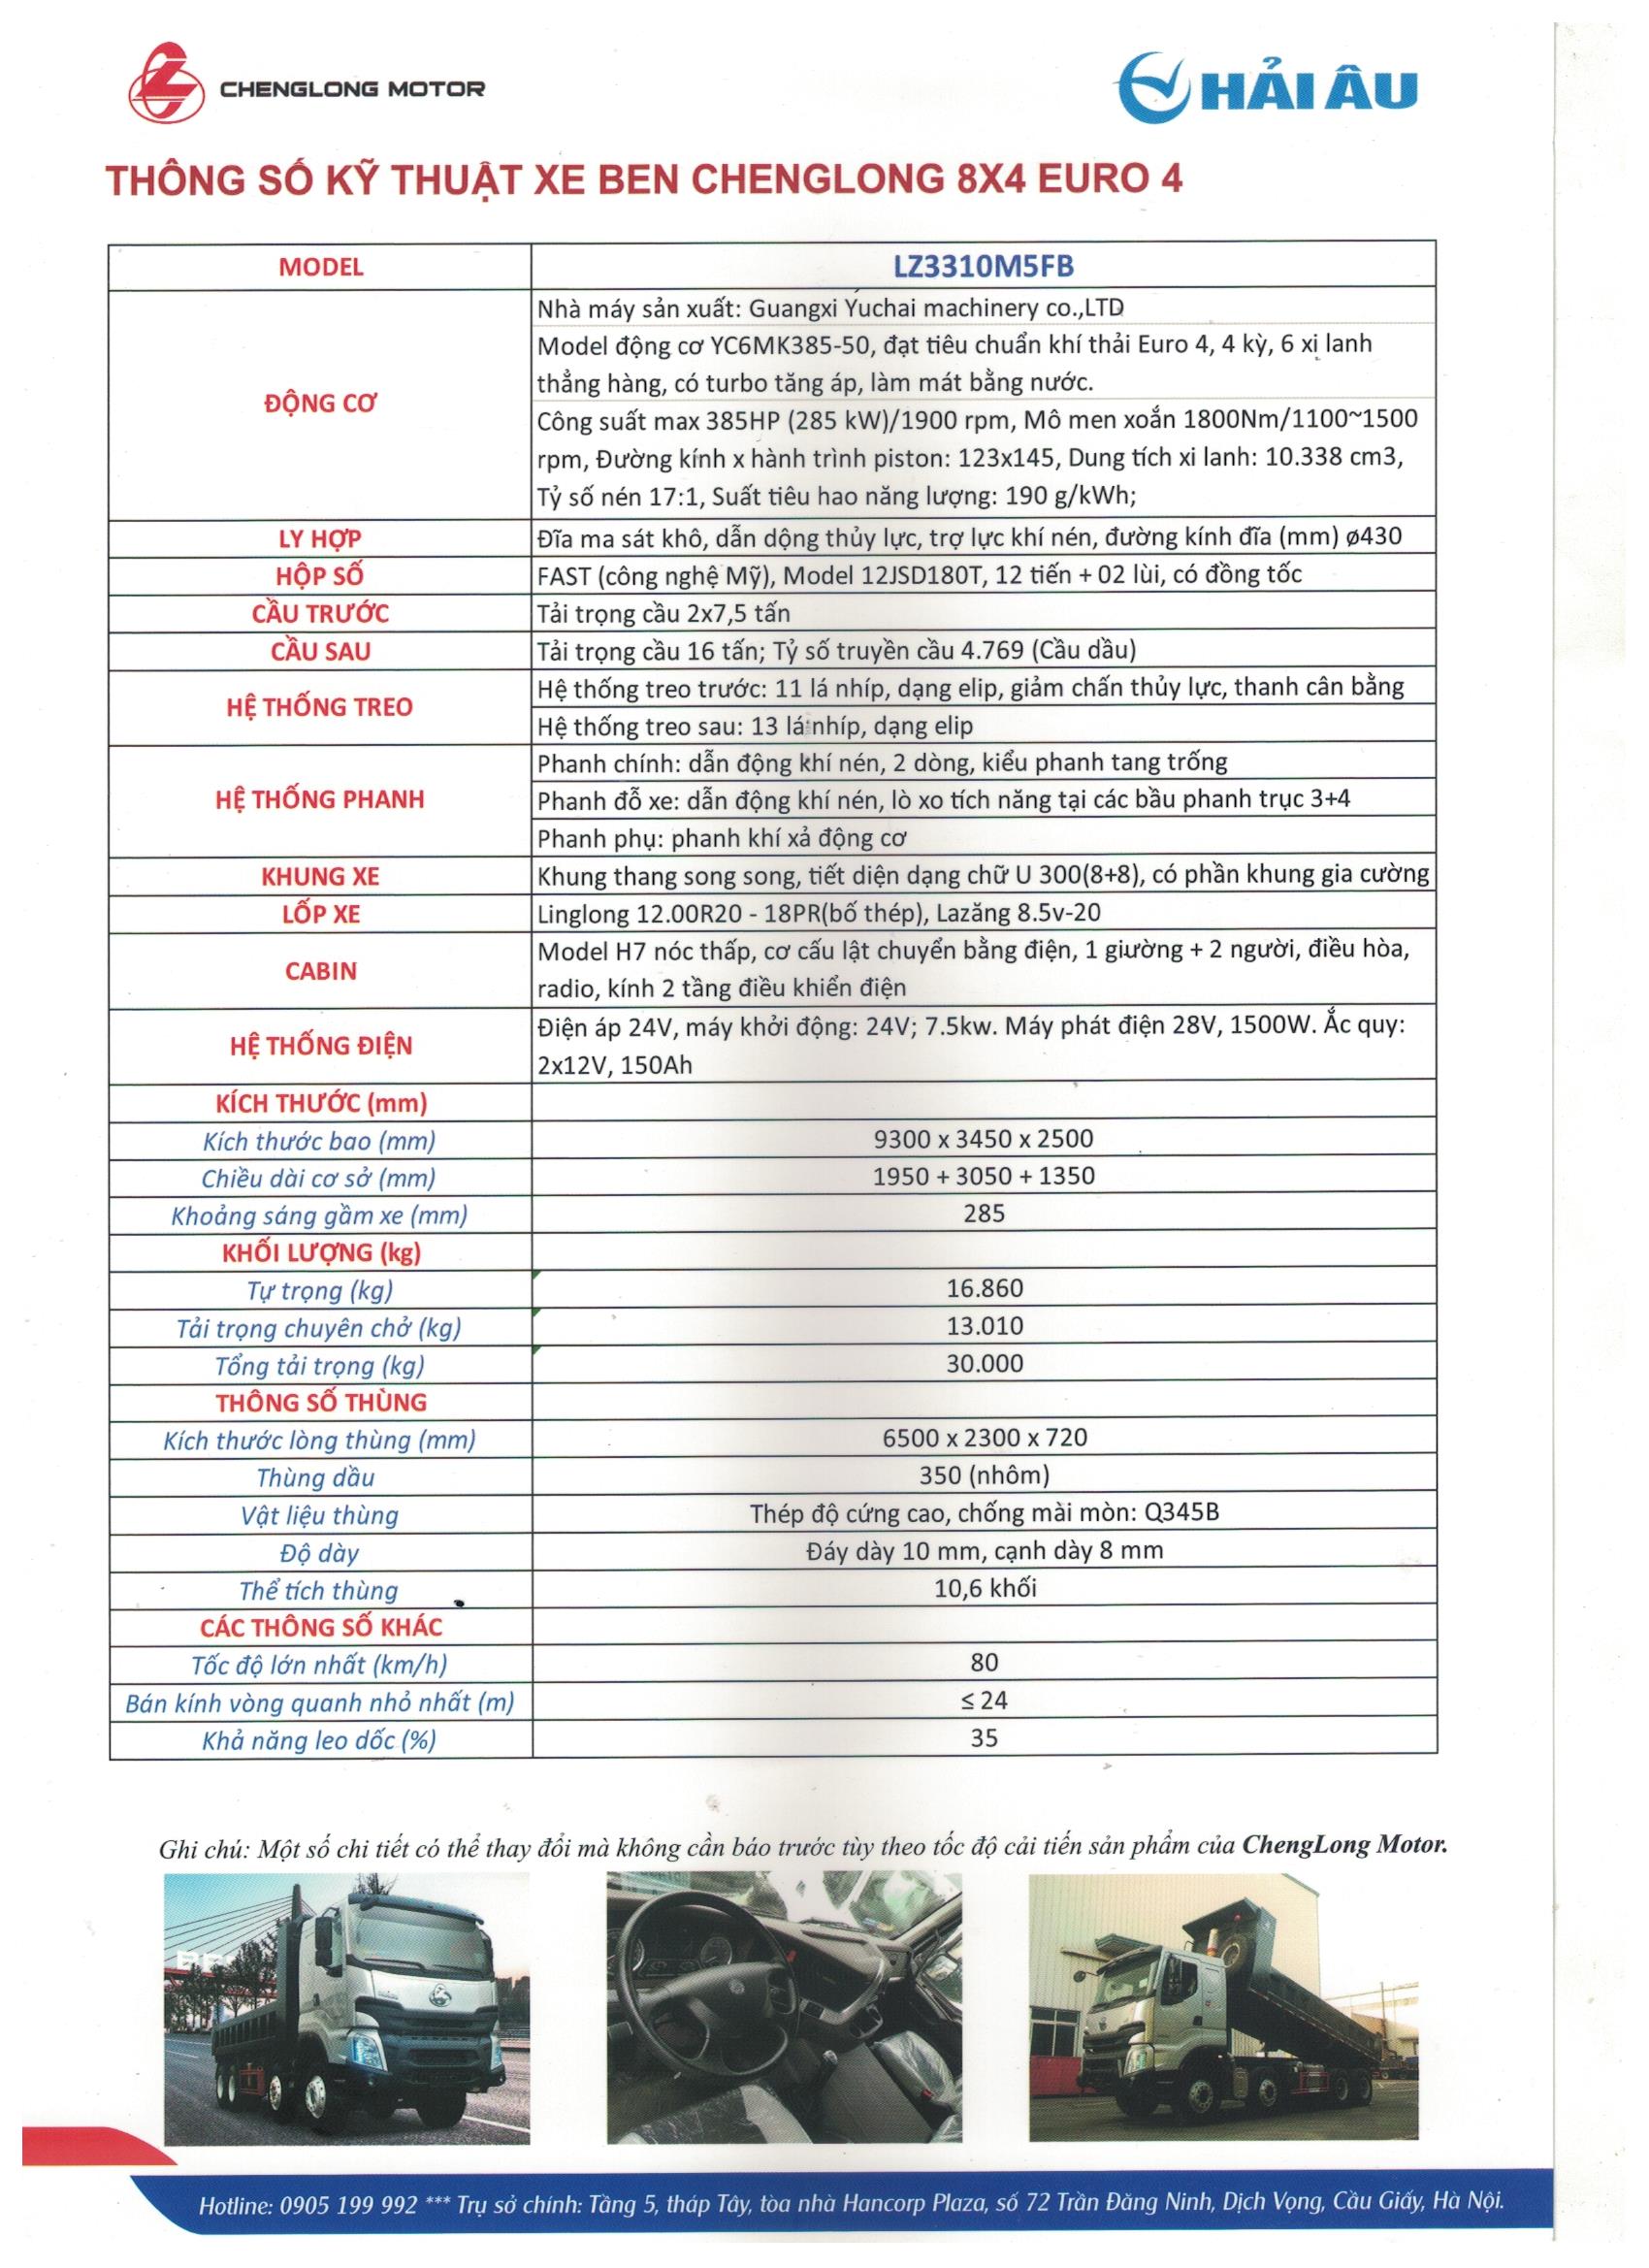 CHENGLONG MOTOR
HẢI ÂU
THÔNG SỐ KỸ THUẬT XE BEN CHENGLONG 8X4 EURO 4
MODEL LZ3310M5FB
ĐỘNG CƠ
Nhà máy sản xuất: Guangxi Yuchai machinery co.,LTD
Model động cơ YC6MK385-50, đạt tiêu chuẩn khí thải Euro 4, 4 kỳ, 6 xi lanh
thẳng hàng, có turbo tăng áp, làm mát bằng nước.
Công suất max 385HP (285 kW)/1900 rpm, Mô men xoắn 1800Nm/1100~1500
rpm, Đường kính x hành trình piston: 123x145, Dung tích xi lanh: 10.338 cm3,
Tỷ số nén 17:1, Suất tiêu hao năng lượng: 190 g/kWh;
LY HỢP Đĩa ma sát khô, dẫn dộng thủy lực, trợ lực khí nén, đường kính đĩa (mm) ø430
HỘP SỐ FAST (công nghệ Mỹ), Model 12JSD180T, 12 tiến + 02 lùi, có đồng tốc
CẦU TRƯỚC Tải trọng cầu 2x7,5 tấn
CẦU SAU Tải trọng cầu 16 tấn; Tỷ số truyền cầu 4.769 (Cầu dầu)
HỆ THỐNG TREO
Hệ thống treo trước: 11 lá nhíp, dạng elip, giảm chấn thủy lực, thanh cân bằng
Hệ thống treo sau: 13 lá nhíp, dạng elip
HỆ THỐNG PHANH
Phanh chính: dẫn động khí nén, 2 dòng, kiểu phanh tang trống
Phanh đỗ xe: dẫn động khí nén, lò xo tích năng tại các bầu phanh trục 3+4
Phanh phụ: phanh khí xả động cơ
KHUNG XE Khung thang song song, tiết diện dạng chữ U 300(8+8), có phần khung gia cường
LỐP XE Linglong 12.00R20 - 18PR(bố thép), Lazăng 8.5v-20
CABIN
Model H7 nóc thấp, cơ cấu lật chuyển bằng điện, 1 giường + 2 người, điều hòa,
radio, kính 2 tầng điều khiển điện
HỆ THỐNG ĐIỆN
Điện áp 24V, máy khởi động: 24V; 7.5kw. Máy phát điện 28V, 1500W. Ắc quy:
2x12V, 150Ah
KÍCH THƯỚC (mm)
Kích thước bao (mm) 9300 x 3450 x 2500
Chiều dài cơ sở (mm) 1950 + 3050 + 1350
Khoảng sáng gầm xe (mm) 285
KHỐI LƯỢNG (kg)
Tự trọng (kg) 16.860
Tải trọng chuyên chở (kg) 13.010
Tổng tải trọng (kg) 30.000
THÔNG SỐ THÙNG
Kích thước lòng thùng (mm) 6500 x 2300 x 720
Thùng dầu 350 (nhôm)
Vật liệu thùng Thép độ cứng cao, chống mài mòn: Q345B
Độ dày Đáy dày 10 mm, cạnh dày 8 mm
Thể tích thùng 10,6 khối
CÁC THÔNG SỐ KHÁC
Tốc độ lớn nhất (km/h) 80
Bán kính vòng quanh nhỏ nhất (m) ≤ 24
Khả năng leo dốc (%) 35
Ghi chú: Một số chi tiết có thể thay đổi mà không cần báo trước tùy theo tốc độ cải tiến sản phẩm của ChengLong Motor.
Hotline: 0905 199 992 *** Trụ sở chính: Tầng 5, tháp Tây, tòa nhà Hancorp Plaza, số 72 Trần Đăng Ninh, Dịch Vọng, Cầu Giấy, Hà Nội.